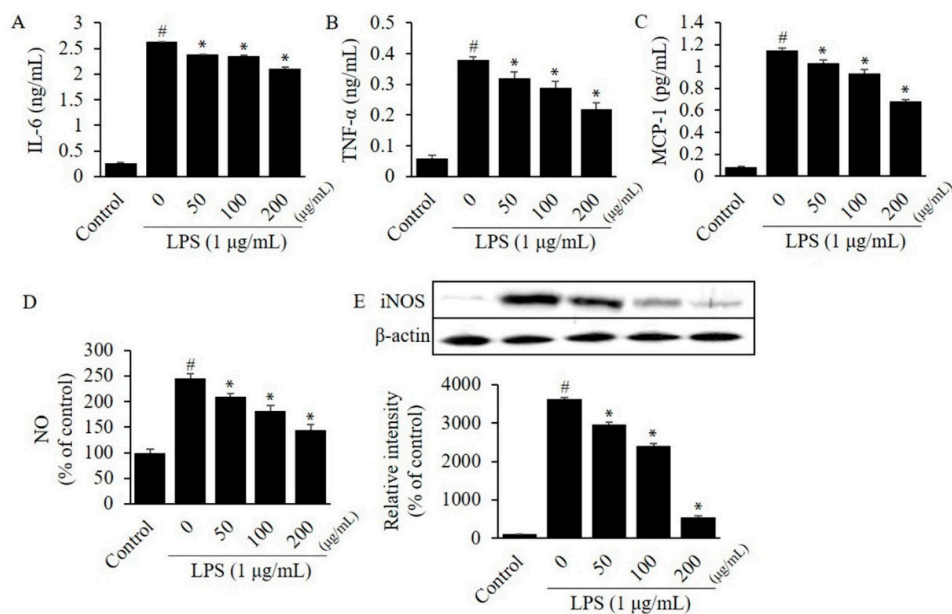 A
IL-6 (ng/mL)
3
2.5
2
1.5
1
0.5
0
# * * *
Control 0 50 100 200 (μg/mL)
LPS (1 μg/mL)
B
TNF-α (ng/mL)
0.5
0.4
0.3
0.2
0.1
0
# * * *
Control 0 50 100 200 (μg/mL)
LPS (1 μg/mL)
C
MCP-1 (pg/mL)
1.4
1.2
1
0.8
0.6
0.4
0.2
0
# * * *
Control 0 50 100 200 (μg/mL)
LPS (1 μg/mL)
D
NO
(% of control)
300
250
200
150
100
50
0
# * * *
Control 0 50 100 200 (μg/mL)
LPS (1 μg/mL)
E iNOS
β-actin
Relative intensity
(% of control)
4000
3000
2000
1000
0
# * * *
Control 0 50 100 200 (μg/mL)
LPS (1 μg/mL)